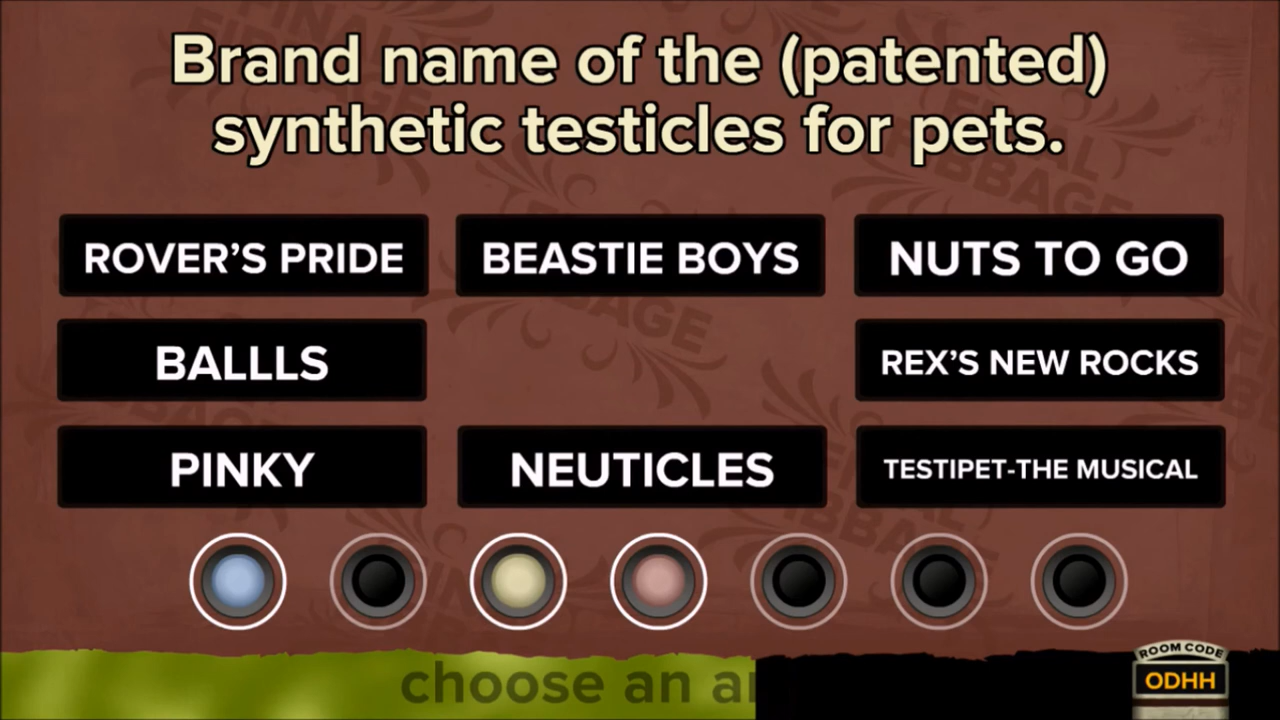 Brand name of the (patented)
synthetic testicles for pets.
ROVER'S PRIDE
BEASTIE BOYS
NUTS TO GO
BALLLS
REX'S NEW ROCKS
PINKY
NEUTICLES
TESTIPET-THE MUSICAL
choose an
ROOM CODE
ODHH